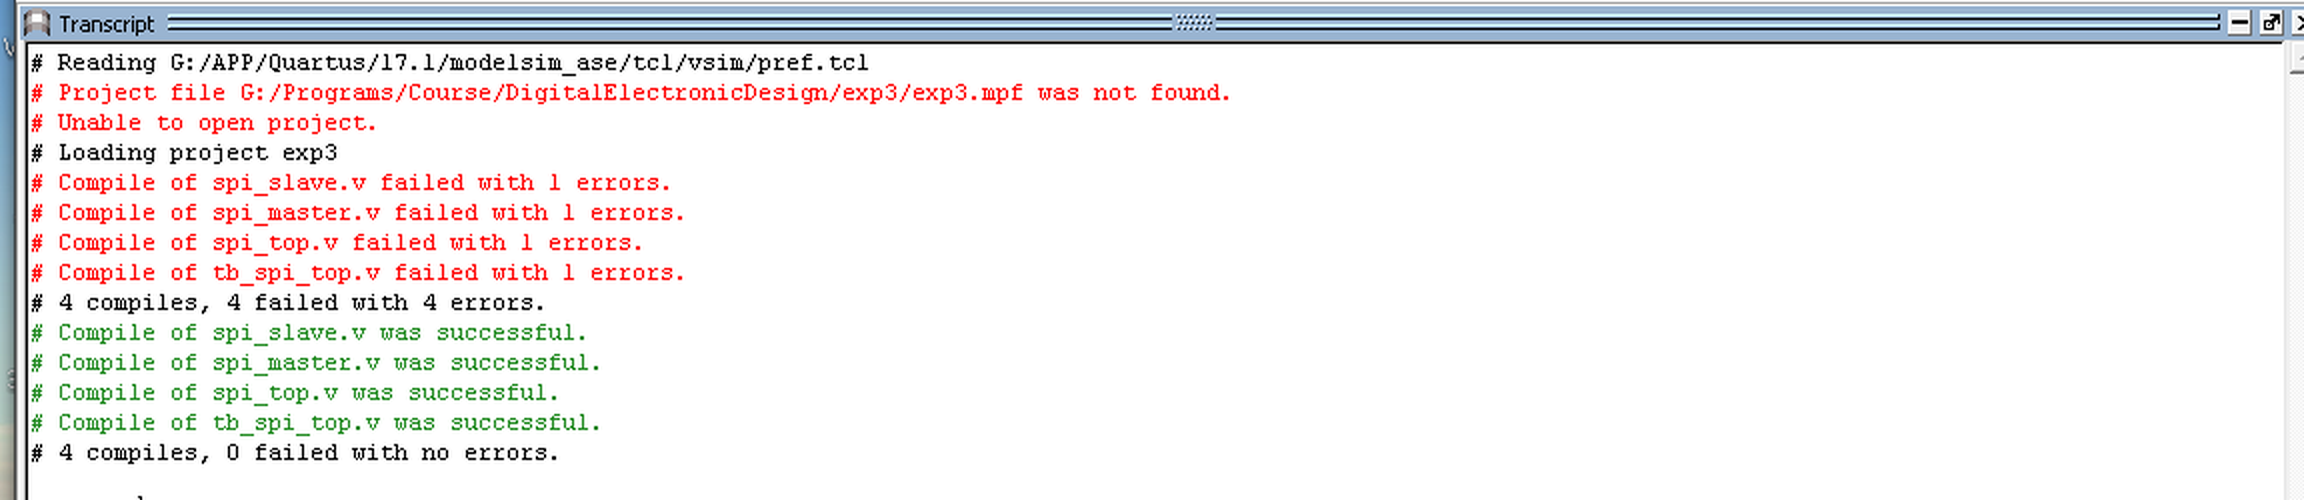 Transcript
# Reading G:/APP/Quartus/17.1/modelsim_ase/tcl/vsim/pref.tcl
# Project file G:/Programs/Course/DigitalElectronicDesign/exp3/exp3.mpf was not found.
# Unable to open project.
# Loading project exp3
# Compile of spi_slave.v failed with 1 errors.
# Compile of spi_master.v failed with 1 errors.
# Compile of spi_top.v failed with 1 errors.
# Compile of tb_spi_top.v failed with 1 errors.
# 4 compiles, 4 failed with 4 errors.
# Compile of spi_slave.v was successful.
# Compile of spi_master.v was successful.
# Compile of spi_top.v was successful.
# Compile of tb_spi_top.v was successful.
# 4 compiles, 0 failed with no errors.